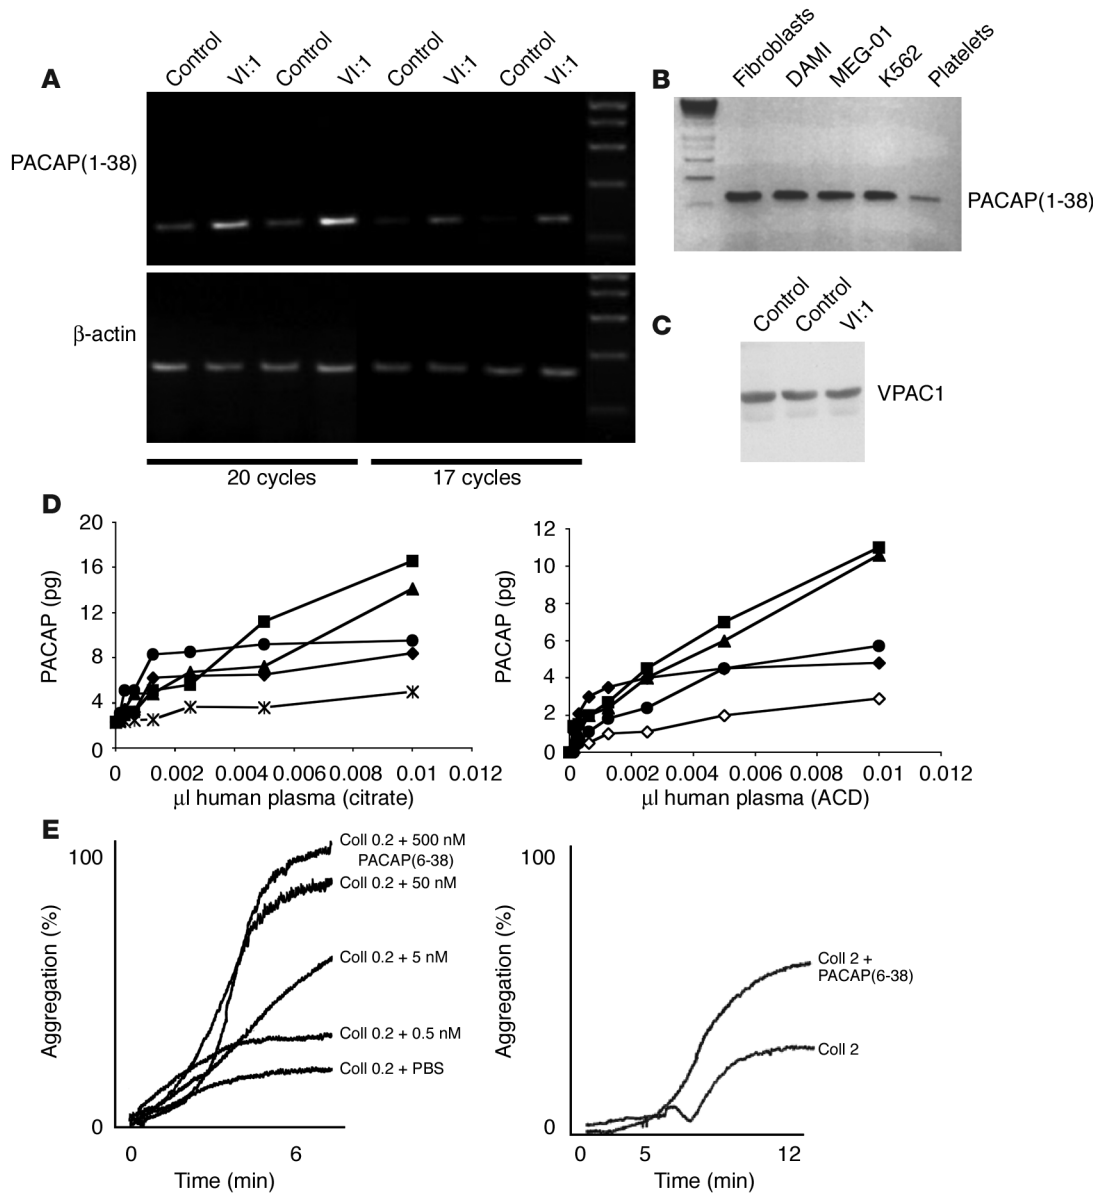 A
Control
VI:1
Control
VI:1
Control
VI:1
Control
VI:1
PACAP(1-38)
β-actin
20 cycles
17 cycles
B
Fibroblasts
DAMI
MEG-01
K562
Platelets
PACAP(1-38)
C
Control
Control
VI:1
VPAC1
D
PACAP (pg)
20
16
12
8
4
0
0 0.002 0.004 0.006 0.008 0.01 0.012
μl human plasma (citrate)
PACAP (pg)
12
10
8
6
4
2
0
0 0.002 0.004 0.006 0.008 0.01 0.012
μl human plasma (ACD)
E
Aggregation (%)
100
0
Coll 0.2 + 500 nM
PACAP(6-38)
Coll 0.2 + 50 nM
Coll 0.2 + 5 nM
Coll 0.2 + 0.5 nM
Coll 0.2 + PBS
0 6
Time (min)
Aggregation (%)
100
0
Coll 2 +
PACAP(6-38)
Coll 2
0 5 12
Time (min)